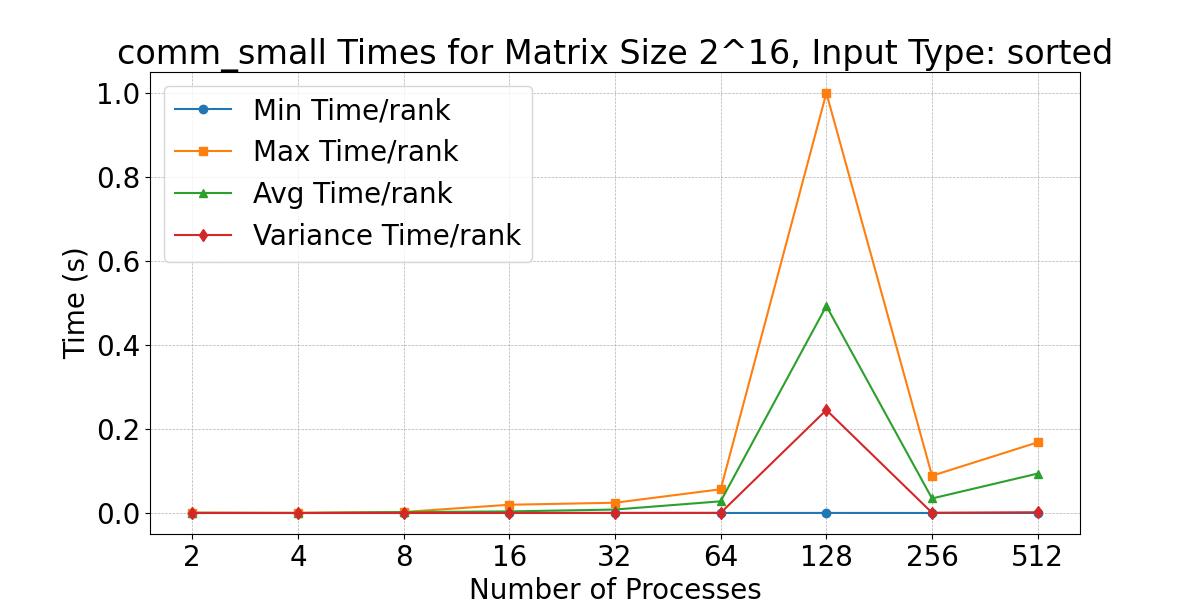 comm_small Times for Matrix Size 2^16, Input Type: sorted
Min Time/rank
Max Time/rank
Avg Time/rank
Variance Time/rank
Time (s)
1.0
0.8
0.6
0.4
0.2
0.0
2 4 8 16 32 64 128 256 512
Number of Processes